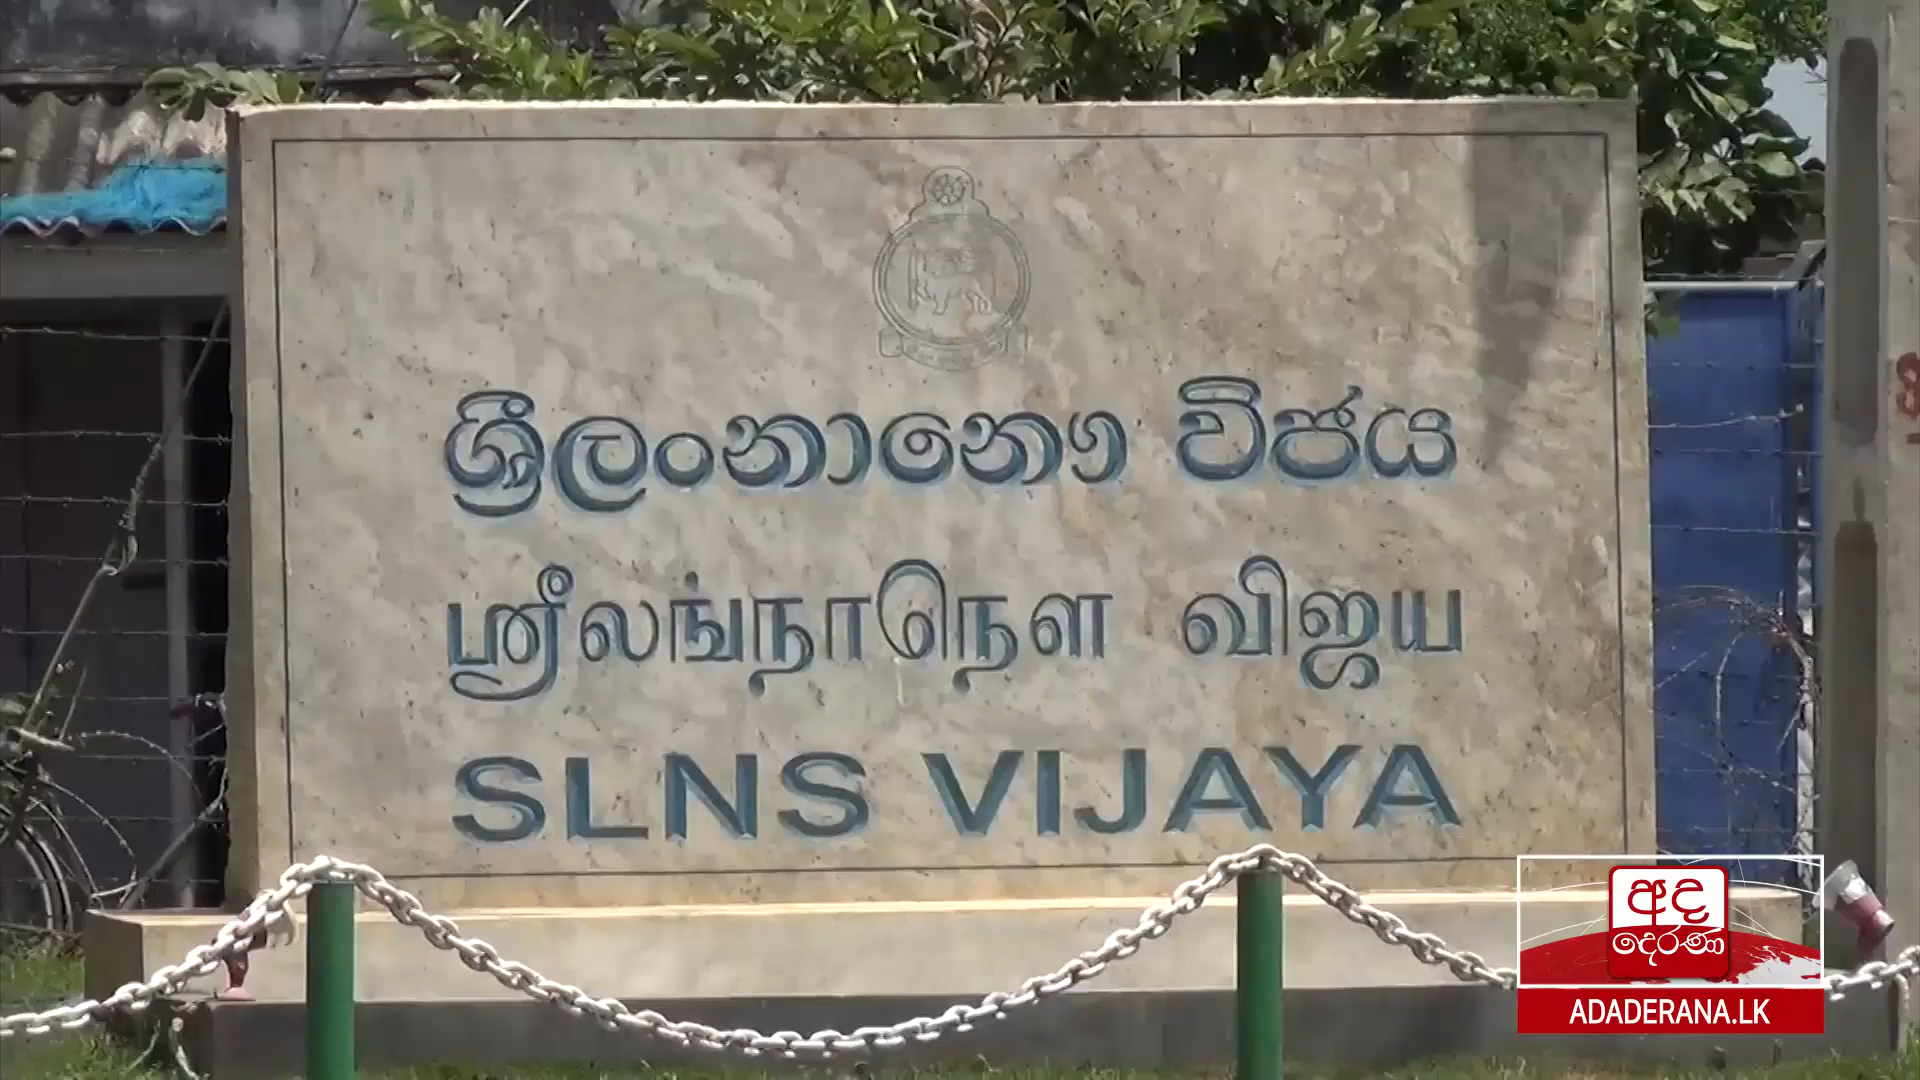 ශ්‍රීලංනානෞ විජය
ஸ்ரீலங்நாநௌ விஜய
SLNS VIJAYA
අද
දෙරණ
ADADERANA.LK